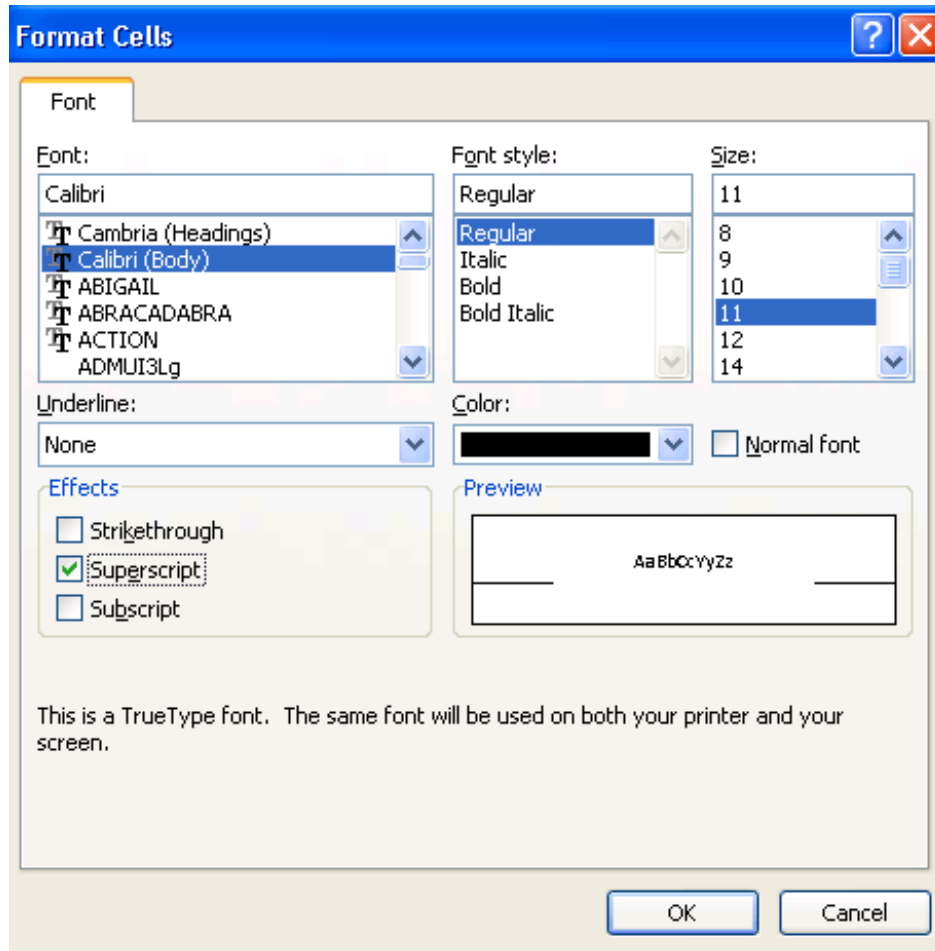 Format Cells
Font
Font: Font style: Size:
Calibri Regular 11
Cambria (Headings) Regular 8
Calibri (Body) Italic 9
ABIGAIL Bold 10
ABRACADABRA Bold Italic 11
ACTION 12
ADMUI3Lg 14
Underline: Color:
None Normal font
Effects Preview
Strikethrough
Superscript AaBbCcYyZz
Subscript
This is a TrueType font. The same font will be used on both your printer and your
screen.
OK Cancel